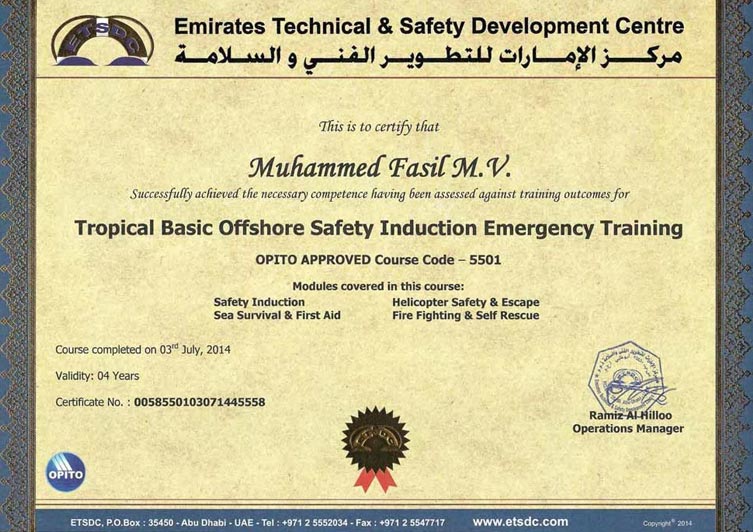 ETSDC
Emirates Technical & Safety Development Centre
مركز الإمارات للتطوير الفني و السلامة
This is to certify that
Muhammed Fasil M.V.
Successfully achieved the necessary competence having been assessed against training outcomes for
Tropical Basic Offshore Safety Induction Emergency Training
OPITO APPROVED Course Code – 5501
Modules covered in this course:
Safety Induction Helicopter Safety & Escape
Sea Survival & First Aid Fire Fighting & Self Rescue
Course completed on 03rd July, 2014
Validity: 04 Years
Certificate No. : 0058550103071445558
Ramiz Al Hilloo
Operations Manager
ETSDC
OPITO
ETSDC, P.O.Box : 35450 - Abu Dhabi - UAE - Tel : +971 2 5552034 - Fax : +971 2 5547717 www.etsdc.com Copyright® 2014